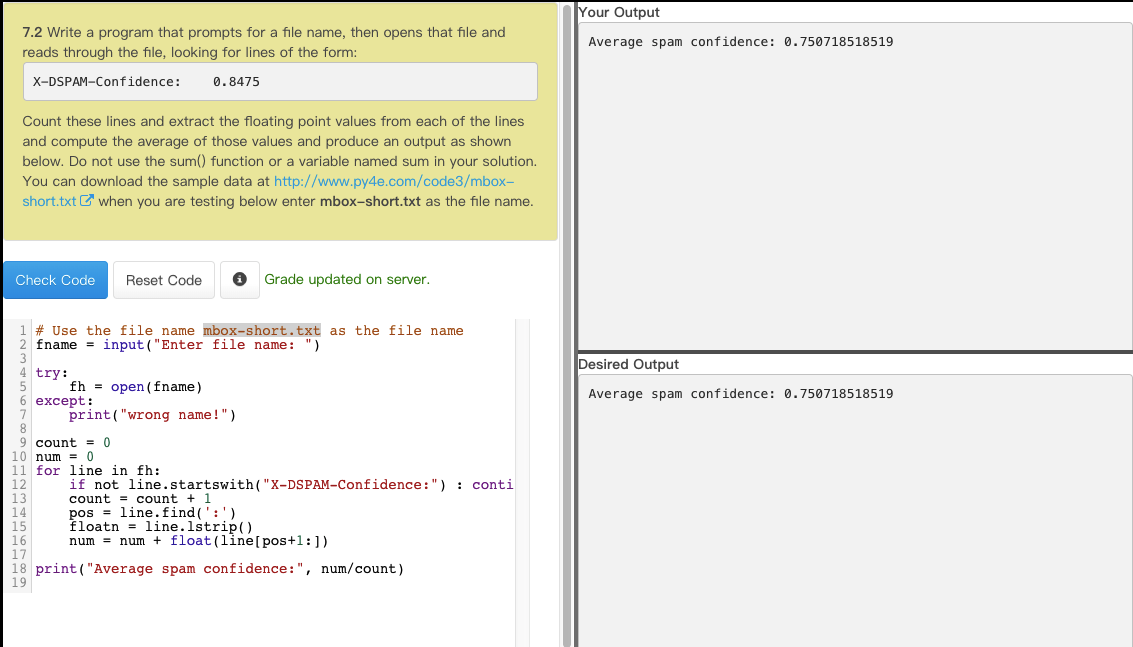 7.2 Write a program that prompts for a file name, then opens that file and
reads through the file, looking for lines of the form:
X-DSPAM-Confidence:    0.8475
Count these lines and extract the floating point values from each of the lines
and compute the average of those values and produce an output as shown
below. Do not use the sum() function or a variable named sum in your solution.
You can download the sample data at http://www.py4e.com/code3/mbox-
short.txt when you are testing below enter mbox-short.txt as the file name.
Check Code
Reset Code
Grade updated on server.
1 # Use the file name mbox-short.txt as the file name
2 fname = input("Enter file name: ")
3
4 try:
5     fh = open(fname)
6 except:
7     print("wrong name!")
8
9 count = 0
10 num = 0
11 for line in fh:
12     if not line.startswith("X-DSPAM-Confidence:") : conti
13     count = count + 1
14     pos = line.find(':')
15     floatn = line.lstrip()
16     num = num + float(line[pos+1:])
17
18 print("Average spam confidence:", num/count)
19
Your Output
Average spam confidence: 0.750718518519
Desired Output
Average spam confidence: 0.750718518519